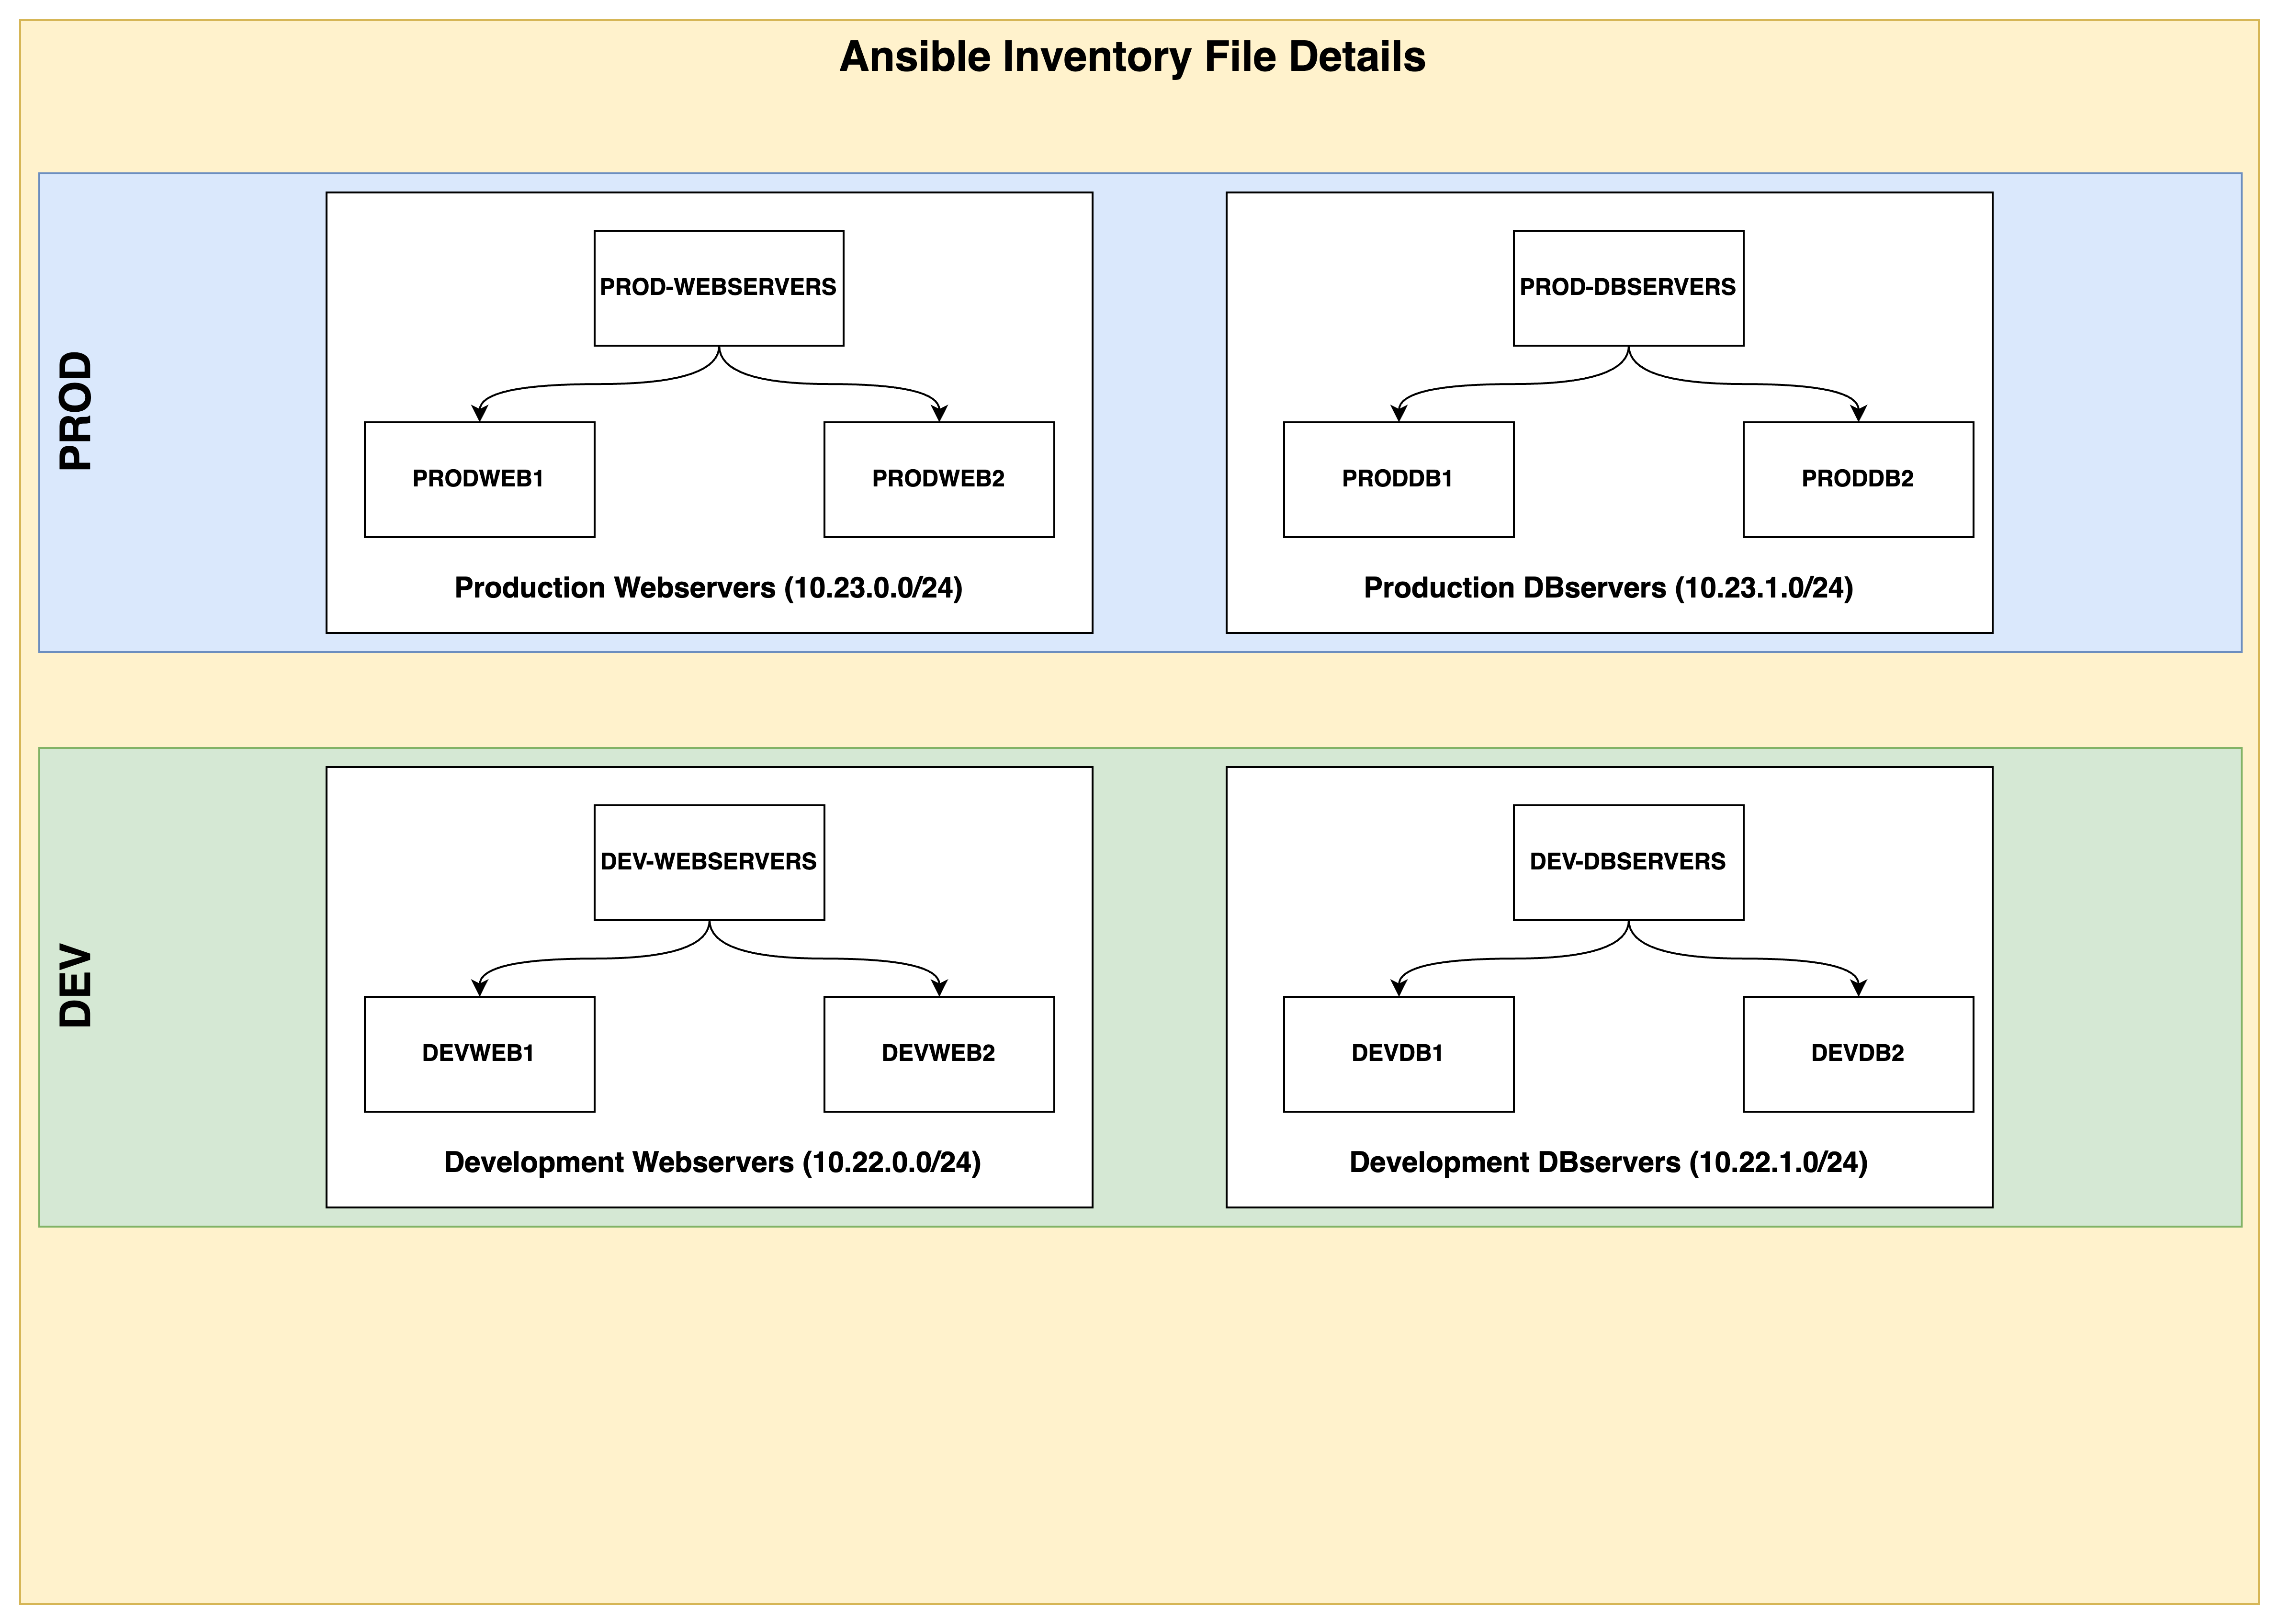 Ansible Inventory File Details
PROD
PROD-WEBSERVERS
PRODWEB1
PRODWEB2
Production Webservers (10.23.0.0/24)
PROD-DBSERVERS
PRODDB1
PRODDB2
Production DBservers (10.23.1.0/24)
DEV
DEV-WEBSERVERS
DEVWEB1
DEVWEB2
Development Webservers (10.22.0.0/24)
DEV-DBSERVERS
DEVDB1
DEVDB2
Development DBservers (10.22.1.0/24)